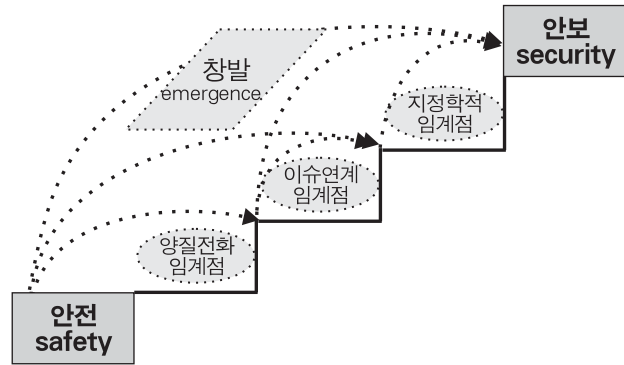 안보
security
창발
emergence
지정학적
임계점
이슈연계
임계점
양질전화
임계점
안전
safety